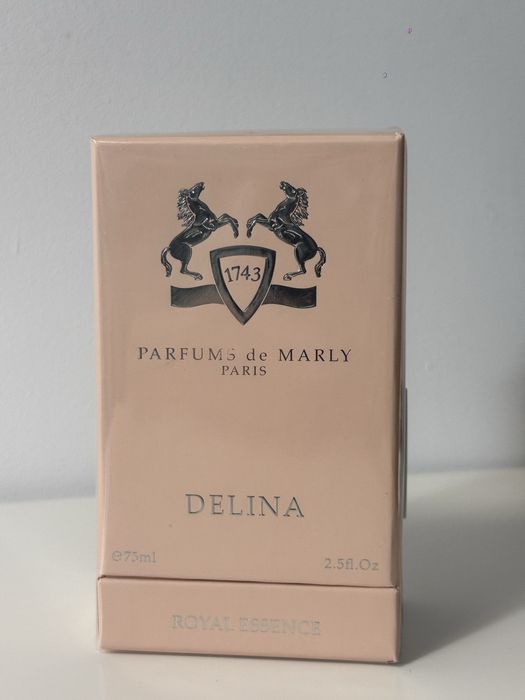 1743
PARFUMS de MARLY
PARIS
DELINA
℮75ml 2.5fl.Oz
ROYAL ESSENCE